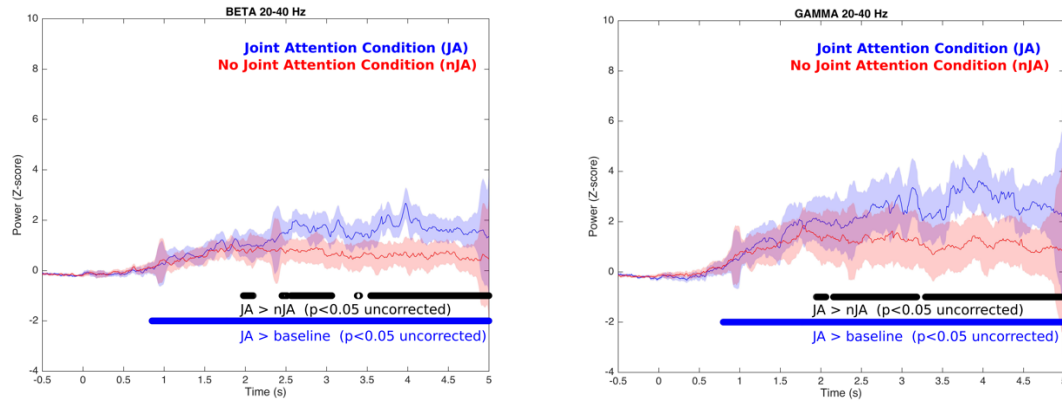 BETA 20-40 Hz
Joint Attention Condition (JA)
No Joint Attention Condition (nJA)
Power (Z-score)
10
8
6
4
2
0
-2
-4
JA > nJA (p<0.05 uncorrected)
JA > baseline (p<0.05 uncorrected)
-0.5 0 0.5 1 1.5 2 2.5 3 3.5 4 4.5 5
Time (s)
GAMMA 20-40 Hz
Joint Attention Condition (JA)
No Joint Attention Condition (nJA)
Power (Z-score)
10
8
6
4
2
0
-2
-4
JA > nJA (p<0.05 uncorrected)
JA > baseline (p<0.05 uncorrected)
-0.5 0 0.5 1 1.5 2 2.5 3 3.5 4 4.5
Time (s)